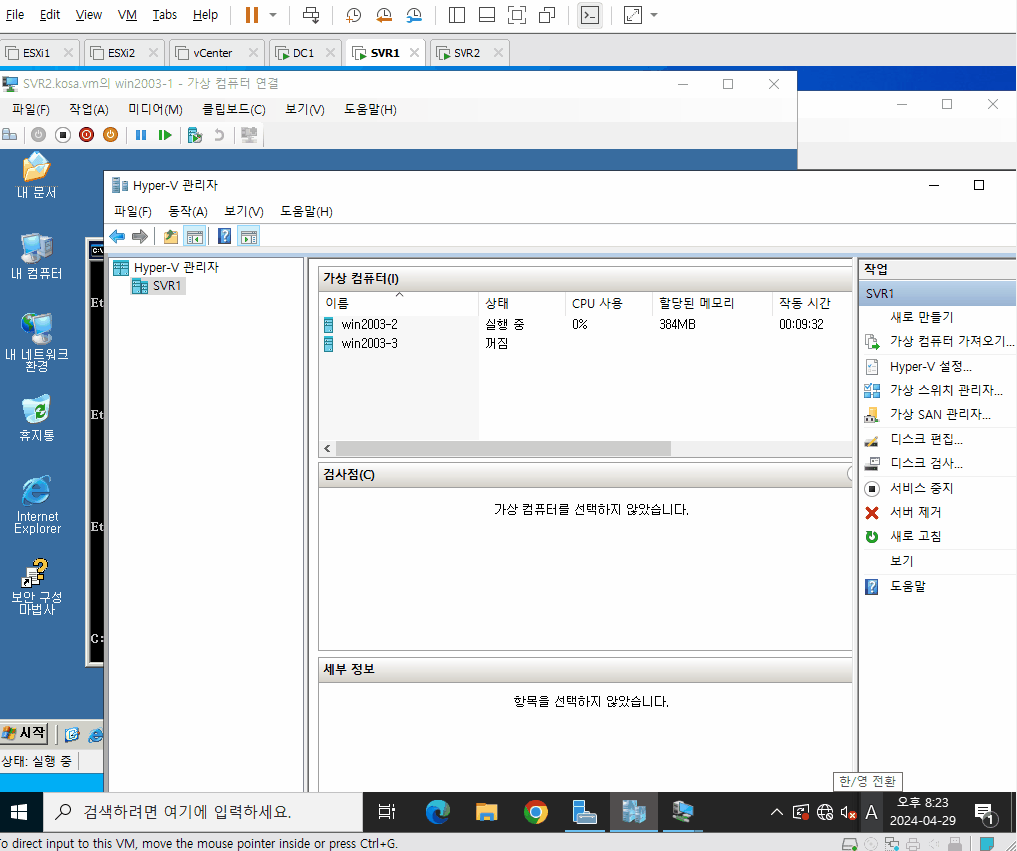 File Edit View VM Tabs Help
ESXi1 ESXi2 vCenter DC1 SVR1 SVR2
SVR2.kosa.vm의 win2003-1 - 가상 컴퓨터 연결
파일(F) 작업(A) 미디어(M) 클립보드(C) 보기(V) 도움말(H)
내 문서
내 컴퓨터
내 네트워크
환경
휴지통
Internet
Explorer
보안 구성
마법사
C:\
Et
Et
Et
C:
시작
상태: 실행 중
Hyper-V 관리자
파일(F) 동작(A) 보기(V) 도움말(H)
Hyper-V 관리자
SVR1
가상 컴퓨터(I)
이름 상태 CPU 사용 할당된 메모리 작동 시간
win2003-2 실행 중 0% 384MB 00:09:32
win2003-3 꺼짐
검사점(C)
가상 컴퓨터를 선택하지 않았습니다.
세부 정보
항목을 선택하지 않았습니다.
작업
SVR1
새로 만들기
가상 컴퓨터 가져오기...
Hyper-V 설정...
가상 스위치 관리자...
가상 SAN 관리자...
디스크 편집...
디스크 검사...
서비스 중지
서버 제거
새로 고침
보기
도움말
한/영 전환
검색하려면 여기에 입력하세요.
A
오후 8:23
2024-04-29
1
To direct input to this VM, move the mouse pointer inside or press Ctrl+G.